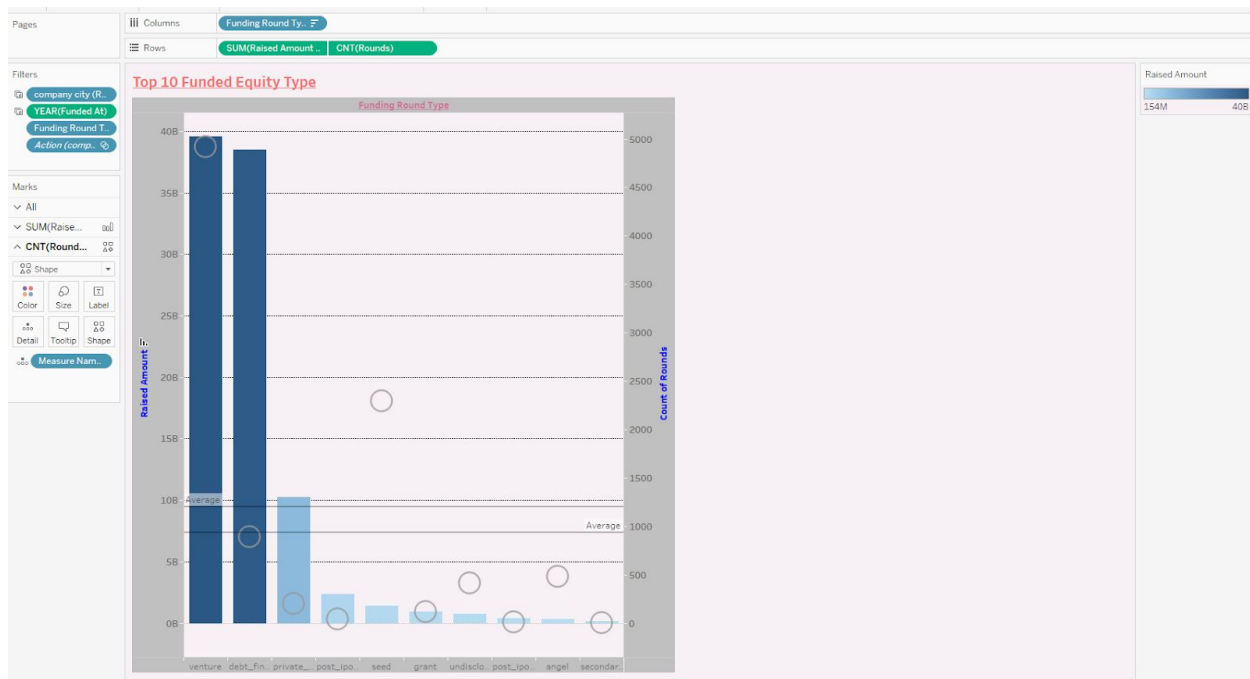 Pages
Columns
Funding Round Ty..
Rows
SUM(Raised Amount ..
CNT(Rounds)
Filters
company city (R..
YEAR(Funded At)
Funding Round T..
Action (comp..
Marks
All
SUM(Raise...
CNT(Round...
Shape
Color
Size
Label
Detail
Tooltip
Shape
Measure Nam..
Top 10 Funded Equity Type
Funding Round Type
40B
35B
30B
25B
20B
15B
10B
5B
0B
Raised Amount
Average
Average
5000
4500
4000
3500
3000
2500
2000
1500
1000
500
0
Count of Rounds
venture debt_fin.. private_... post_ipo.. seed grant undisclo.. post_ipo.. angel secondar..
Raised Amount
154M 40B